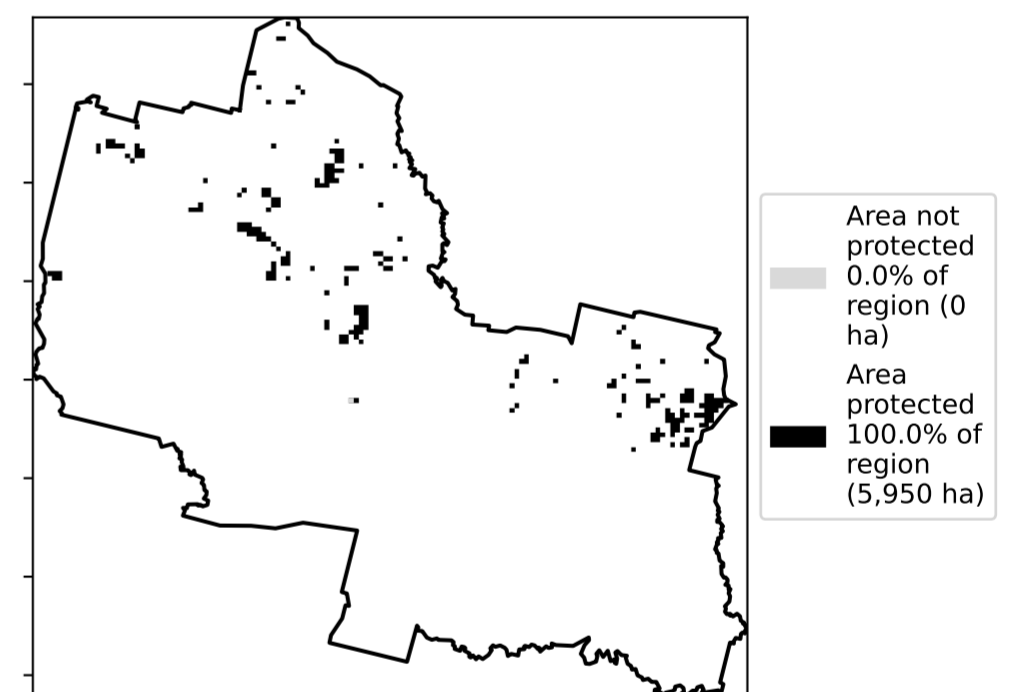 Area not
protected
0.0% of
region (0
ha)
Area
protected
100.0% of
region
(5,950 ha)